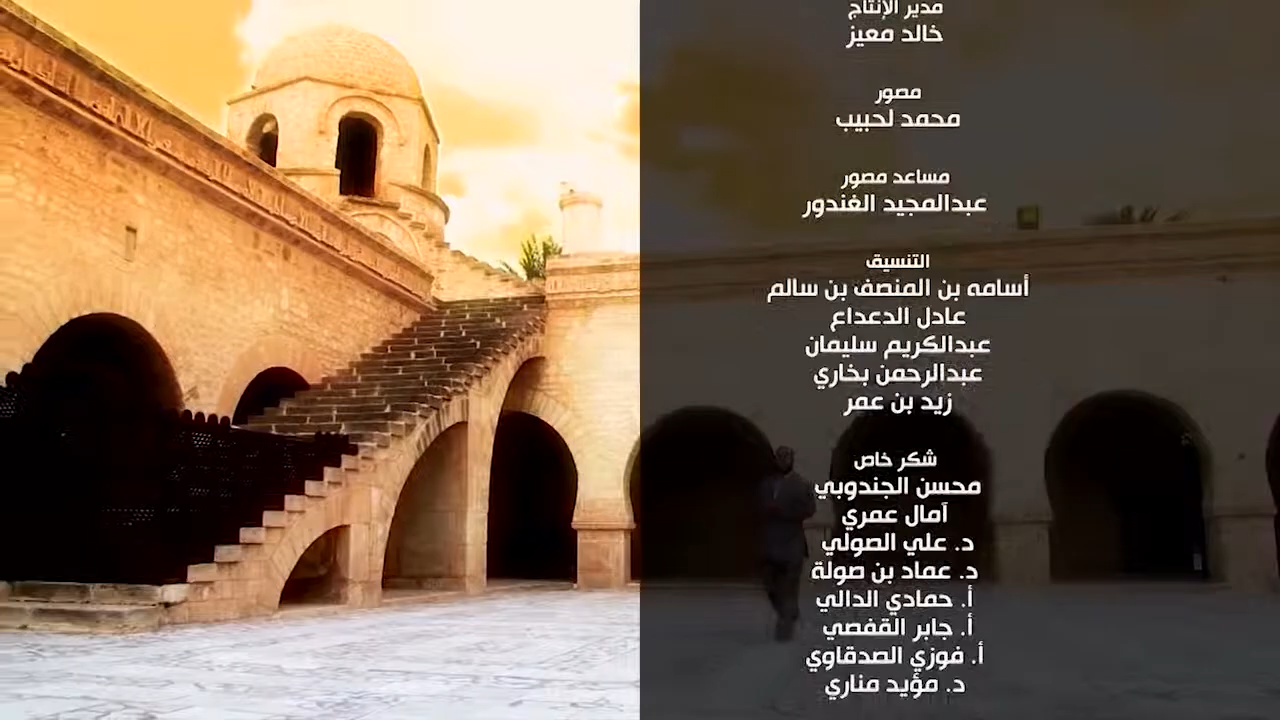 مدير الإنتاج
خالد معيز
مصور
محمد لحبيب
مساعد مصور
عبدالمجيد الغندور
التنسيق
أسامه بن المنصف بن سالم
عادل الدعداع
عبدالكريم سليمان
عبدالرحمن بخاري
زيد بن عمر
شكر خاص
محسن الجندوبي
آمال عمري
د. علي الصولي
د. عماد بن صولة
أ. حمادي الدالي
أ. جابر القفصي
أ. فوزي الصدقاوي
د. مؤيد مناري